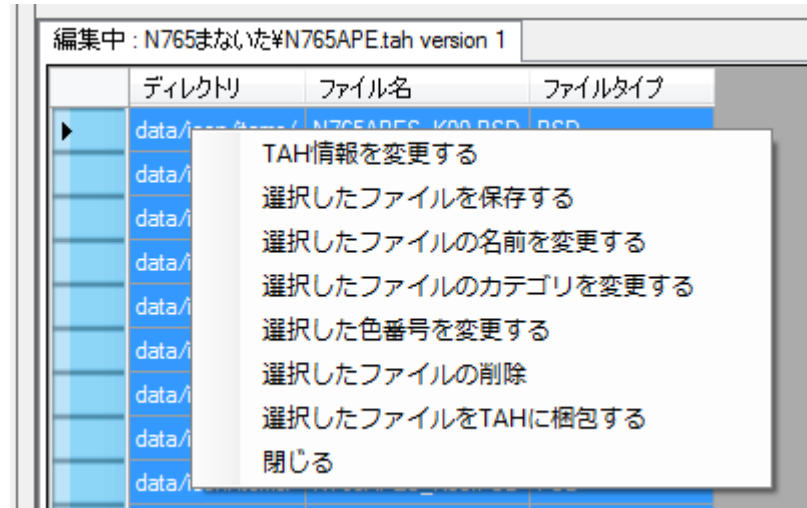 編集中 : N765まないた¥N765APE.tah version 1
ディレクトリ ファイル名 ファイルタイプ
TAH情報を変更する
選択したファイルを保存する
選択したファイルの名前を変更する
選択したファイルのカテゴリを変更する
選択した色番号を変更する
選択したファイルの削除
選択したファイルをTAHに梱包する
閉じる
data/i
data/i
data/i
data/i
data/i
data/i
data/i